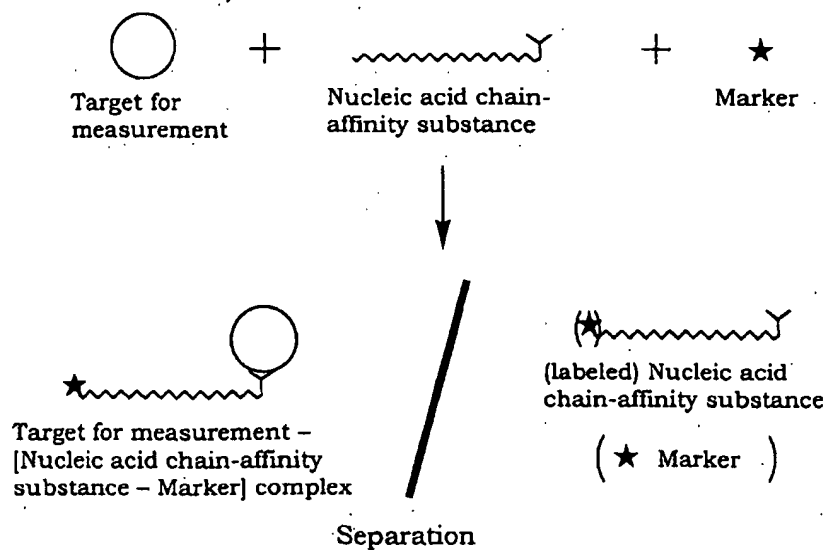 Target for
measurement
Nucleic acid chain-
affinity substance
Marker
Target for measurement –
[Nucleic acid chain-affinity
substance – Marker] complex
(labeled) Nucleic acid
chain-affinity substance
(★ Marker)
Separation